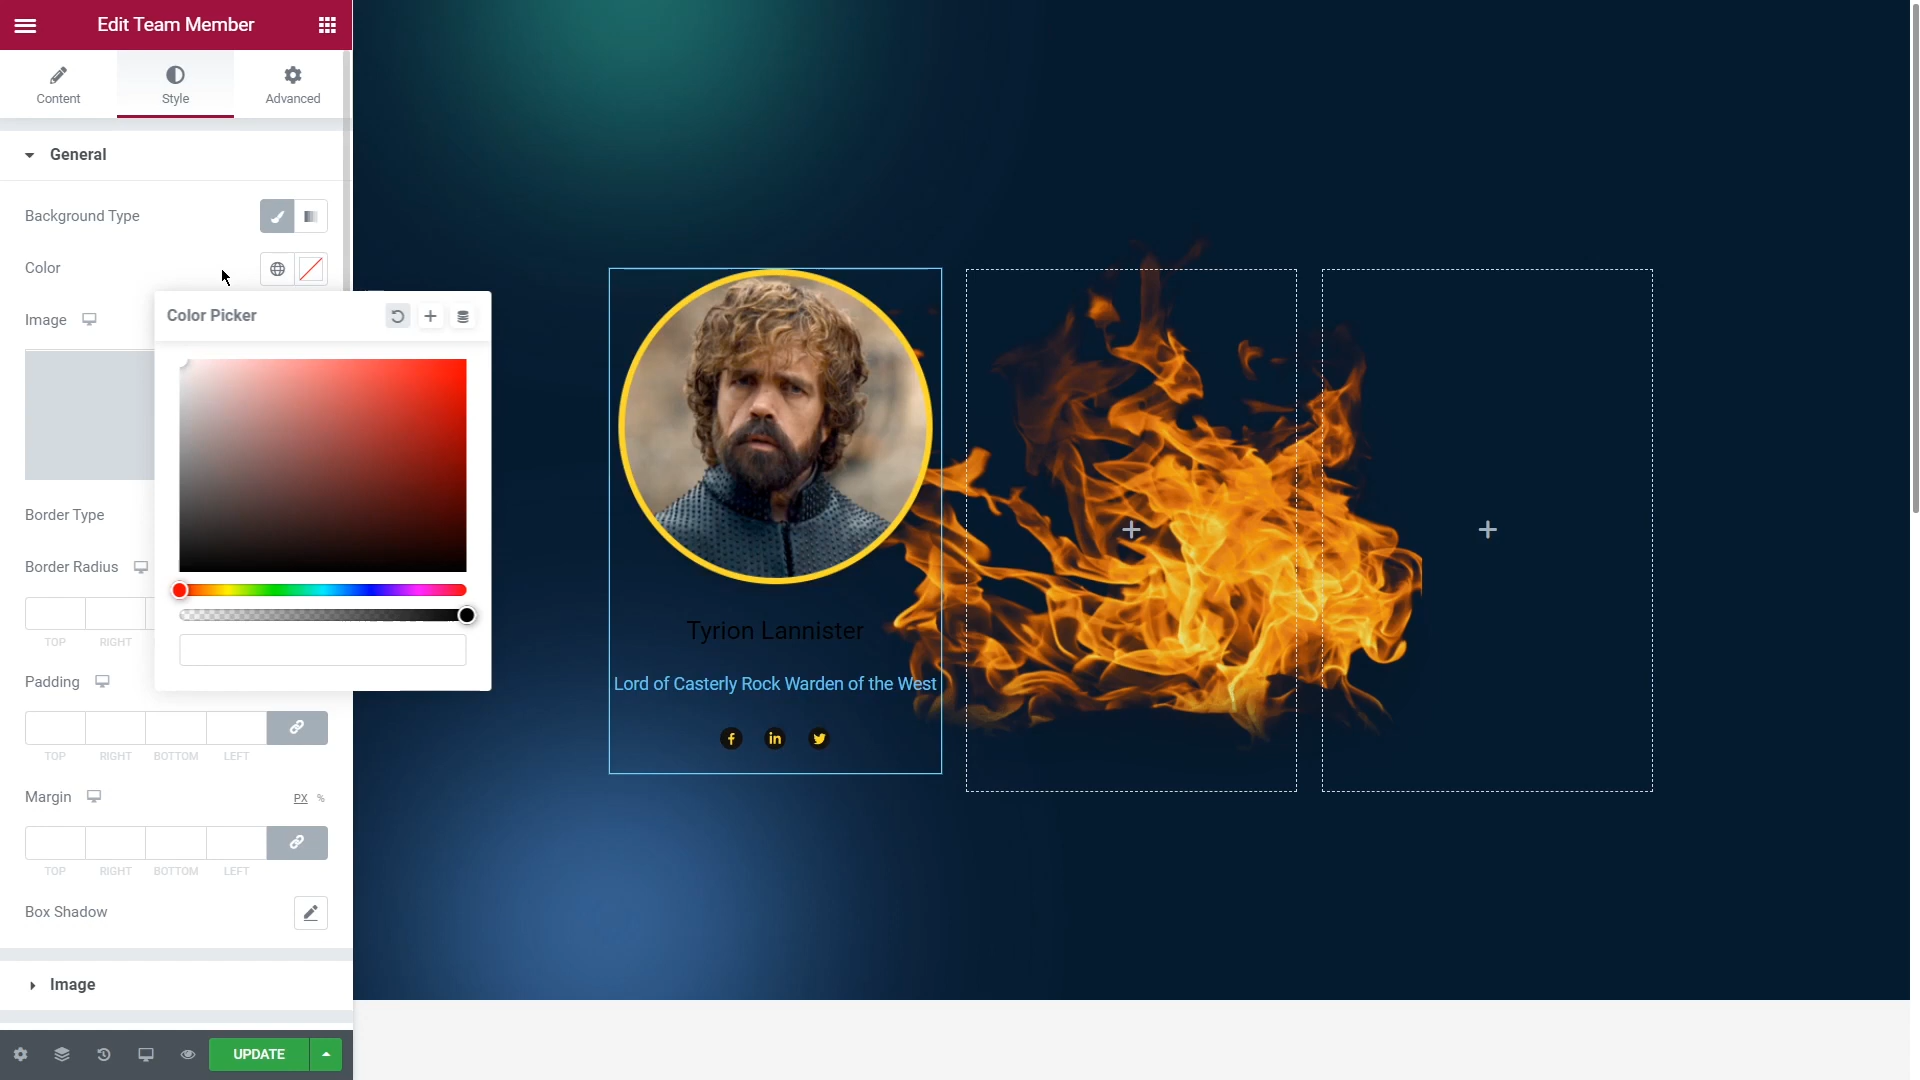 Edit Team Member
Content
Style
Advanced
General
Background Type
Color
Image
Color Picker
Border Type
Border Radius
TOP
RIGHT
Padding
TOP
RIGHT
BOTTOM
LEFT
Margin
PX
%
TOP
RIGHT
BOTTOM
LEFT
Box Shadow
Image
UPDATE
Tyrion Lannister
Lord of Casterly Rock Warden of the West